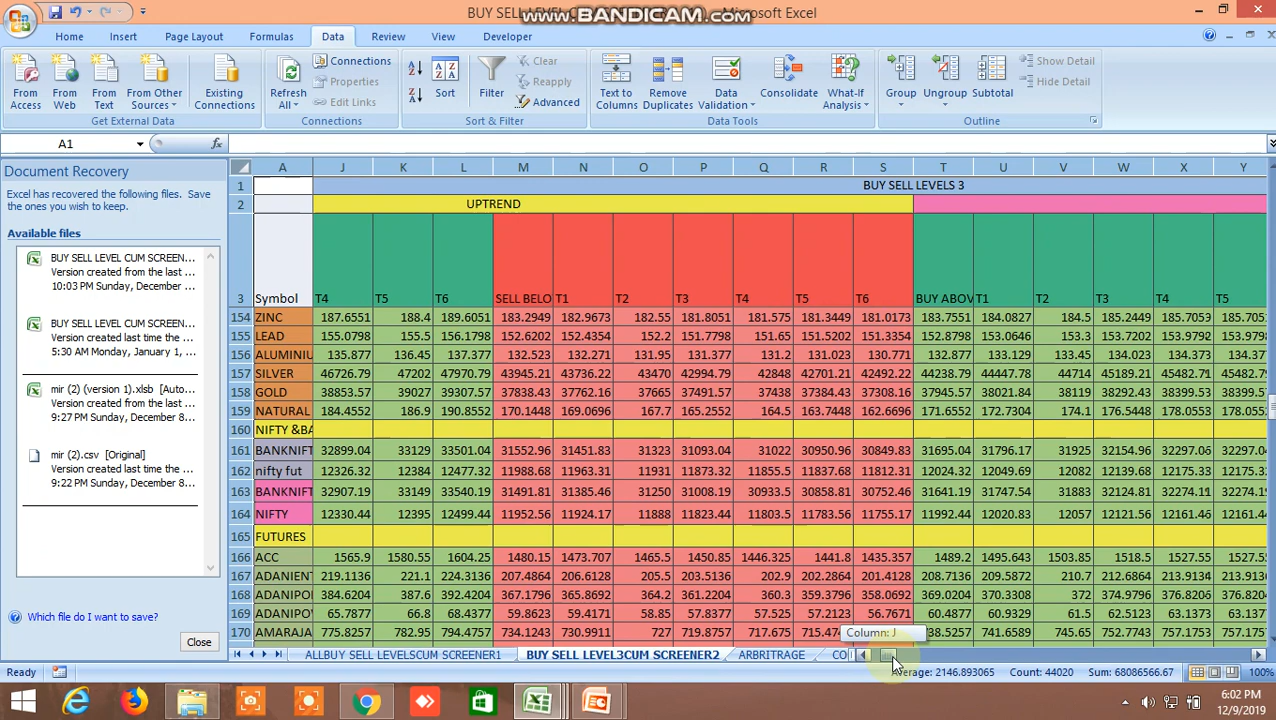 BUY SELL LEVEL C
www.BANDICAM.com
Microsoft Excel
Home Insert Page Layout Formulas Data Review View Developer
From Access
From Web
From Text
From Other Sources
Existing Connections
Get External Data
Refresh All
Connections
Properties
Edit Links
Connections
Sort
Filter
Clear
Reapply
Advanced
Sort & Filter
Text to Columns
Remove Duplicates
Data Validation
Consolidate
What-If Analysis
Data Tools
Group
Ungroup
Subtotal
Show Detail
Hide Detail
Outline
A1 fx
Document Recovery
Excel has recovered the following files. Save
the ones you wish to keep.
Available files
BUY SELL LEVEL CUM SCREEN...
Version created from the last ...
10:03 PM Sunday, December ...
BUY SELL LEVEL CUM SCREEN...
Version created from the last time the ...
5:30 AM Monday, January 1, ...
mir (2) (version 1).xlsb [Auto...
Version created from the last time the ...
9:27 PM Sunday, December 8...
mir (2).csv [Original]
Version created from the last time the ...
9:22 PM Sunday, December 8...
Which file do I want to save?
Close
A J K L M N O P Q R S T U V W X Y
1 BUY SELL LEVELS 3
2 UPTREND
3 Symbol T4 T5 T6 SELL BELO T1 T2 T3 T4 T5 T6 BUY ABOV T1 T2 T3 T4 T5
154 ZINC 187.6551 188.4 189.6051 183.2949 182.9673 182.55 181.8051 181.575 181.3449 181.0173 183.7551 184.0827 184.5 185.2449 185.7059 185.705
155 LEAD 155.0798 155.5 156.1798 152.6202 152.4354 152.2 151.7798 151.65 151.5202 151.3354 152.8798 153.0646 153.3 153.7202 153.9792 153.979
156 ALUMINIU 135.877 136.45 137.377 132.523 132.271 131.95 131.377 131.2 131.023 130.771 132.877 133.129 133.45 134.023 134.377 134.37
157 SILVER 46726.79 47202 47970.79 43945.21 43736.22 43470 42994.79 42848 42701.21 42492.22 44238.79 44447.78 44714 45189.21 45482.71 45482.7
158 GOLD 38853.57 39027 39307.57 37838.43 37762.16 37665 37491.57 37438 37384.43 37308.16 37945.57 38021.84 38119 38292.43 38399.53 38399.5
159 NATURAL 184.4552 186.9 190.8552 170.1448 169.0696 167.7 165.2552 164.5 163.7448 162.6696 171.6552 172.7304 174.1 176.5448 178.0553 178.055
160 NIFTY &BA
161 BANKNIFT 32899.04 33129 33501.04 31552.96 31451.83 31323 31093.04 31022 30950.96 30849.83 31695.04 31796.17 31925 32154.96 32297.06 32297.0
162 nifty fut 12326.32 12384 12477.32 11988.68 11963.31 11931 11873.32 11855.5 11837.68 11812.31 12024.32 12049.69 12082 12139.68 12175.33 12175.3
163 BANKNIFT 32907.19 33149 33540.19 31491.81 31385.46 31250 31008.19 30933.5 30858.81 30752.46 31641.19 31747.54 31883 32124.81 32274.11 32274.1
164 NIFTY 12330.44 12395 12499.44 11952.56 11924.17 11888 11823.44 11803.5 11783.56 11755.17 11992.44 12020.83 12057 12121.56 12161.44 12161.4
165 FUTURES
166 ACC 1565.9 1580.55 1604.25 1480.15 1473.707 1465.5 1450.85 1446.325 1441.8 1435.357 1489.2 1495.643 1503.85 1518.5 1527.55 1527.5
167 ADANIENT 219.1136 221.1 224.3136 207.4864 206.6128 205.5 203.5136 202.9 202.2864 201.4128 208.7136 209.5872 210.7 212.6864 213.9134 213.913
168 ADANIPOI 384.6204 387.6 392.4204 367.1796 365.8692 364.2 361.2204 360.3 359.3796 358.0692 369.0204 370.3308 372 374.9796 376.8206 376.820
169 ADANIPOV 65.7877 66.8 68.4377 59.8623 59.4171 58.85 57.8377 57.525 57.2123 56.7671 60.4877 60.9329 61.5 62.5123 63.1373 63.137
170 AMARAJA 775.8257 782.95 794.4757 734.1243 730.9911 727 719.8757 717.675 715.474 38.5257 741.6589 745.65 752.7743 757.1757 757.175
Column: J
ALLBUY SELL LEVELSCUM SCREENER1 BUY SELL LEVEL3CUM SCREENER2 ARBRITRAGE CO
Ready Average: 2146.893065 Count: 44020 Sum: 68086566.67 100%
6:02 PM
12/9/2019